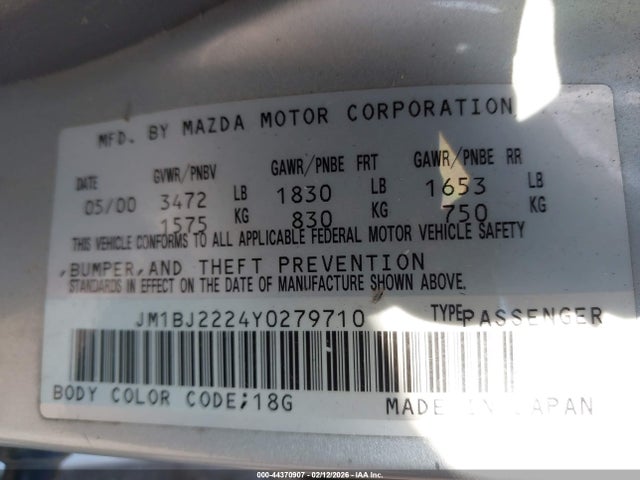 MFD. BY MAZDA MOTOR CORPORATION
DATE GVWR/PNBV GAWR/PNBE FRT GAWR/PNBE RR
05/00 3472 LB 1830 LB 1653 LB
1575 KG 830 KG 750 KG
THIS VEHICLE CONFORMS TO ALL APPLICABLE FEDERAL MOTOR VEHICLE SAFETY
,BUMPER,AND THEFT PREVENTION
STANDARDS IN EFFECT ON THE DATE OF MANUFACTURE SHOWN ABOVE.
JM1BJ2224Y0279710 TYPE PASSENGER
BODY COLOR CODE;18G MADE IN JAPAN
000-44370907 - 02/12/2026 - IAA Inc.